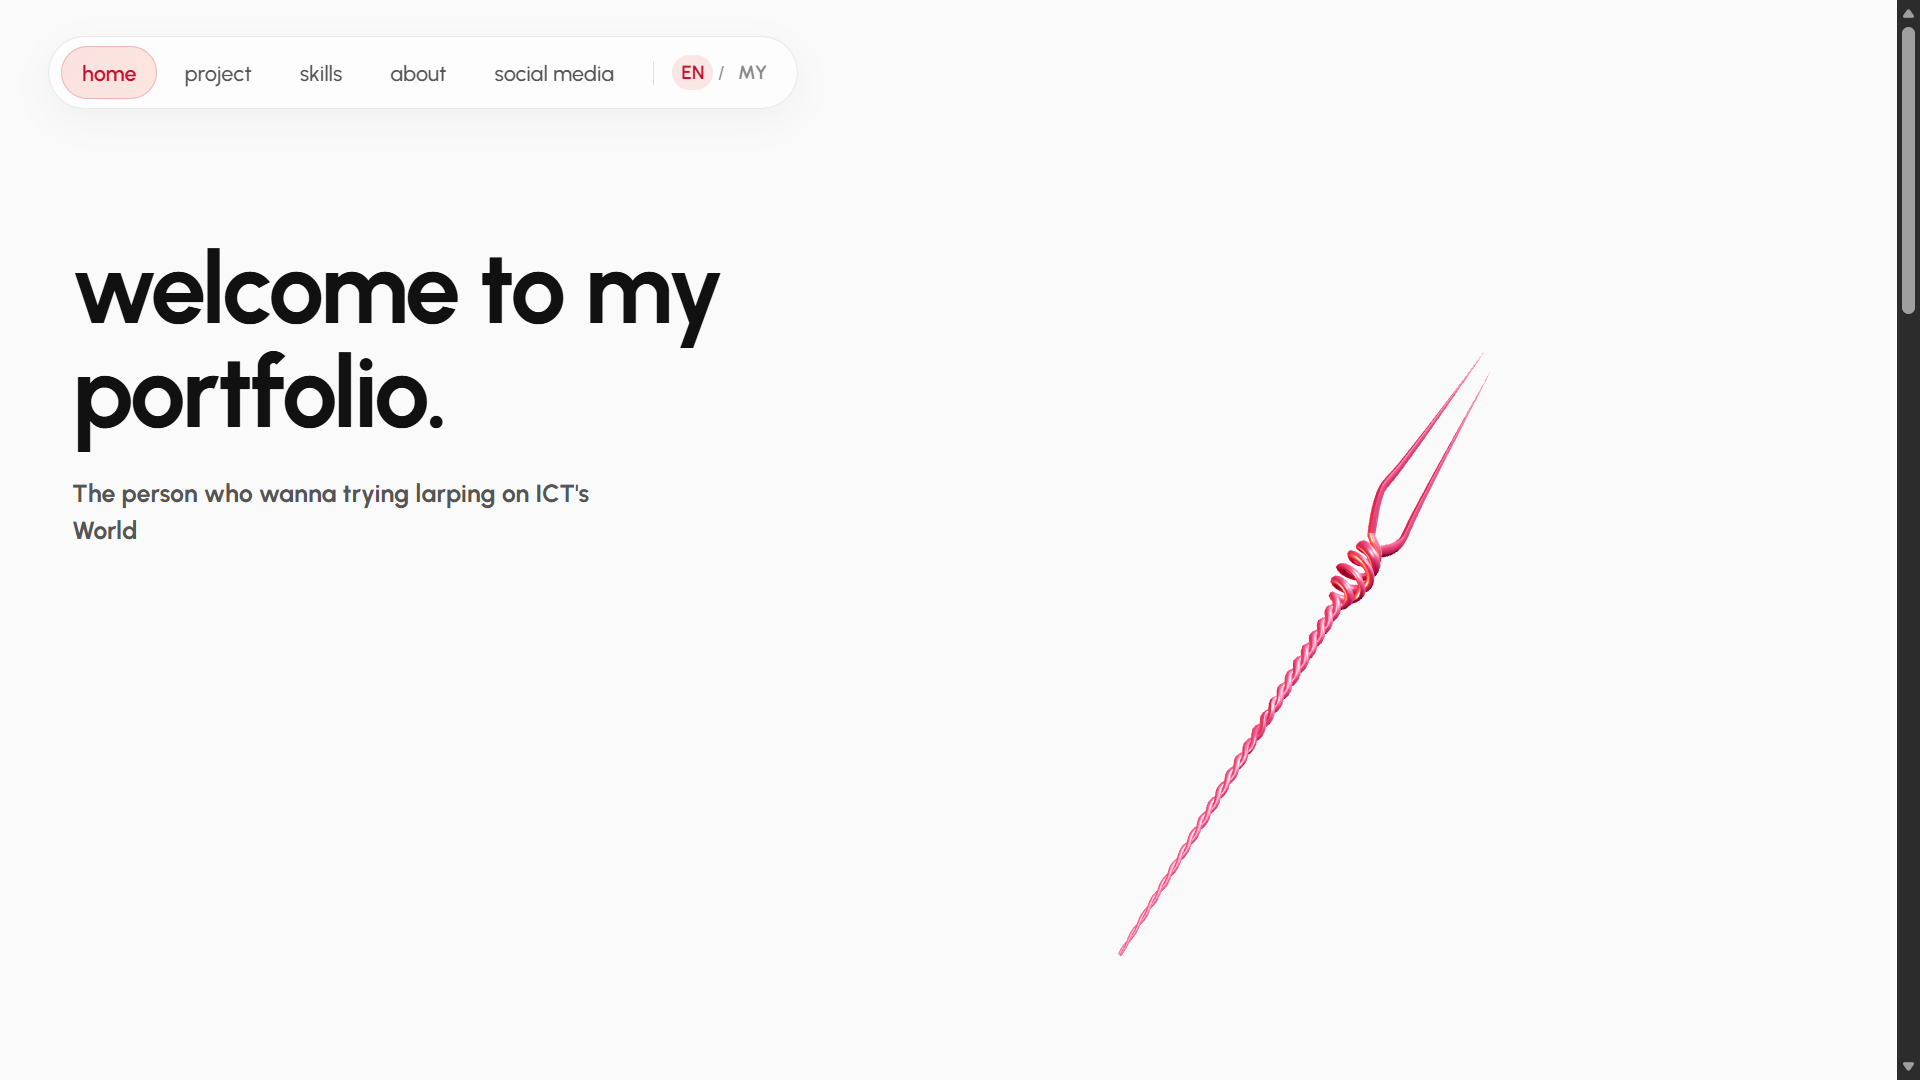 home project skills about social media EN / MY
welcome to my
portfolio.
The person who wanna trying larping on ICT's
World